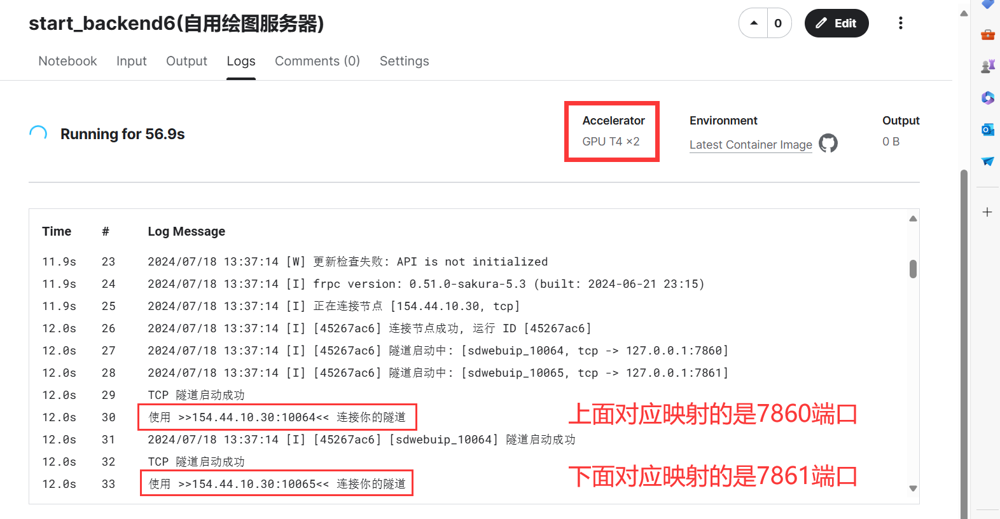 start_backend6(自用绘图服务器)
0
Edit
Notebook Input Output Logs Comments (0) Settings
Running for 56.9s
Accelerator
GPU T4 ×2
Environment
Latest Container Image
Output
0 B
Time # Log Message
11.9s 23 2024/07/18 13:37:14 [W] 更新检查失败: API is not initialized
11.9s 24 2024/07/18 13:37:14 [I] frpc version: 0.51.0-sakura-5.3 (built: 2024-06-21 23:15)
11.9s 25 2024/07/18 13:37:14 [I] 正在连接节点 [154.44.10.30, tcp]
12.0s 26 2024/07/18 13:37:14 [I] [45267ac6] 连接节点成功, 运行 ID [45267ac6]
12.0s 27 2024/07/18 13:37:14 [I] [45267ac6] 隧道启动中: [sdwebuip_10064, tcp -> 127.0.0.1:7860]
12.0s 28 2024/07/18 13:37:14 [I] [45267ac6] 隧道启动中: [sdwebuip_10065, tcp -> 127.0.0.1:7861]
12.0s 29 TCP 隧道启动成功
12.0s 30 使用 >>154.44.10.30:10064<< 连接你的隧道
上面对应映射的是7860端口
12.0s 31 2024/07/18 13:37:14 [I] [45267ac6] [sdwebuip_10064] 隧道启动成功
12.0s 32 TCP 隧道启动成功
12.0s 33 使用 >>154.44.10.30:10065<< 连接你的隧道
下面对应映射的是7861端口